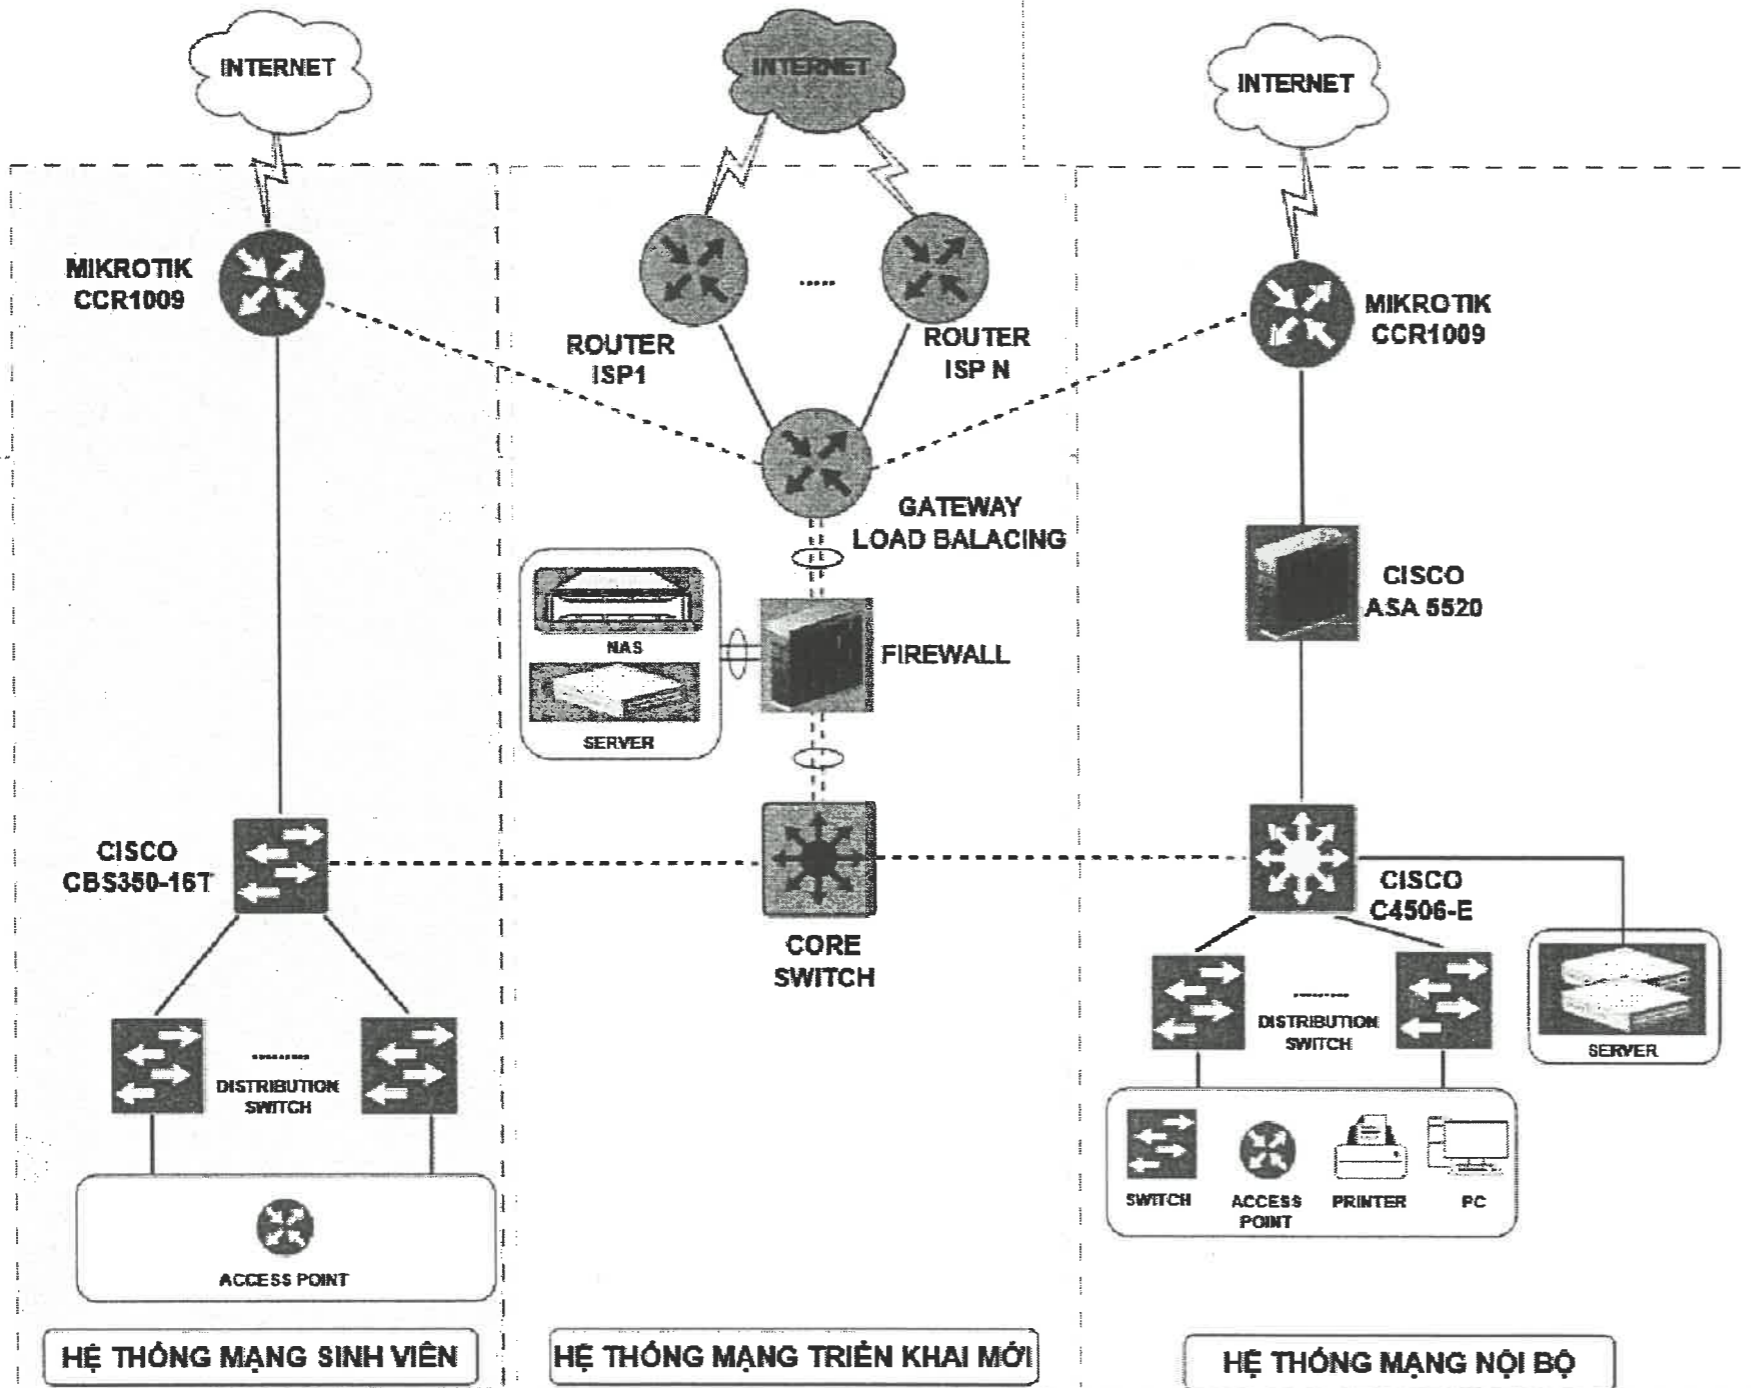 INTERNET
INTERNET
INTERNET
MIKROTIK
CCR1009
ROUTER
ISP1
ROUTER
ISP N
MIKROTIK
CCR1009
GATEWAY
LOAD BALACING
NAS
SERVER
FIREWALL
CISCO
ASA 5520
CISCO
CBS350-16T
CORE
SWITCH
CISCO
C4506-E
DISTRIBUTION
SWITCH
SERVER
DISTRIBUTION
SWITCH
SWITCH
ACCESS
POINT
PRINTER
PC
ACCESS POINT
HỆ THỐNG MẠNG SINH VIÊN
HỆ THỐNG MẠNG TRIỂN KHAI MỚI
HỆ THỐNG MẠNG NỘI BỘ